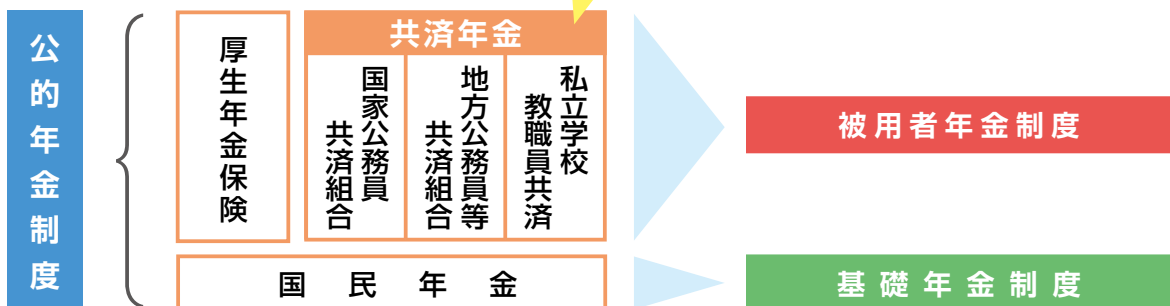 公的年金制度
厚生年金保険
共済年金
国家公務員
共済組合
地方公務員等
共済組合
私立学校
教職員共済
被用者年金制度
国民年金
基礎年金制度